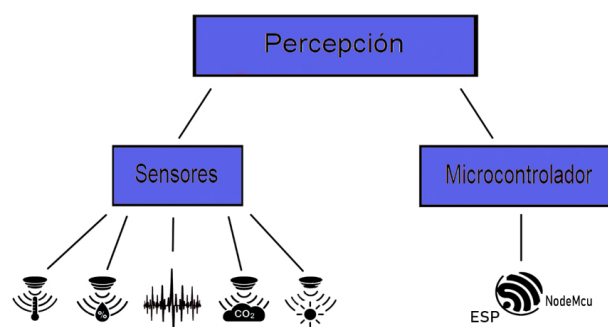 Percepción
Sensores
Microcontrolador
%
CO2
ESP
NodeMcu